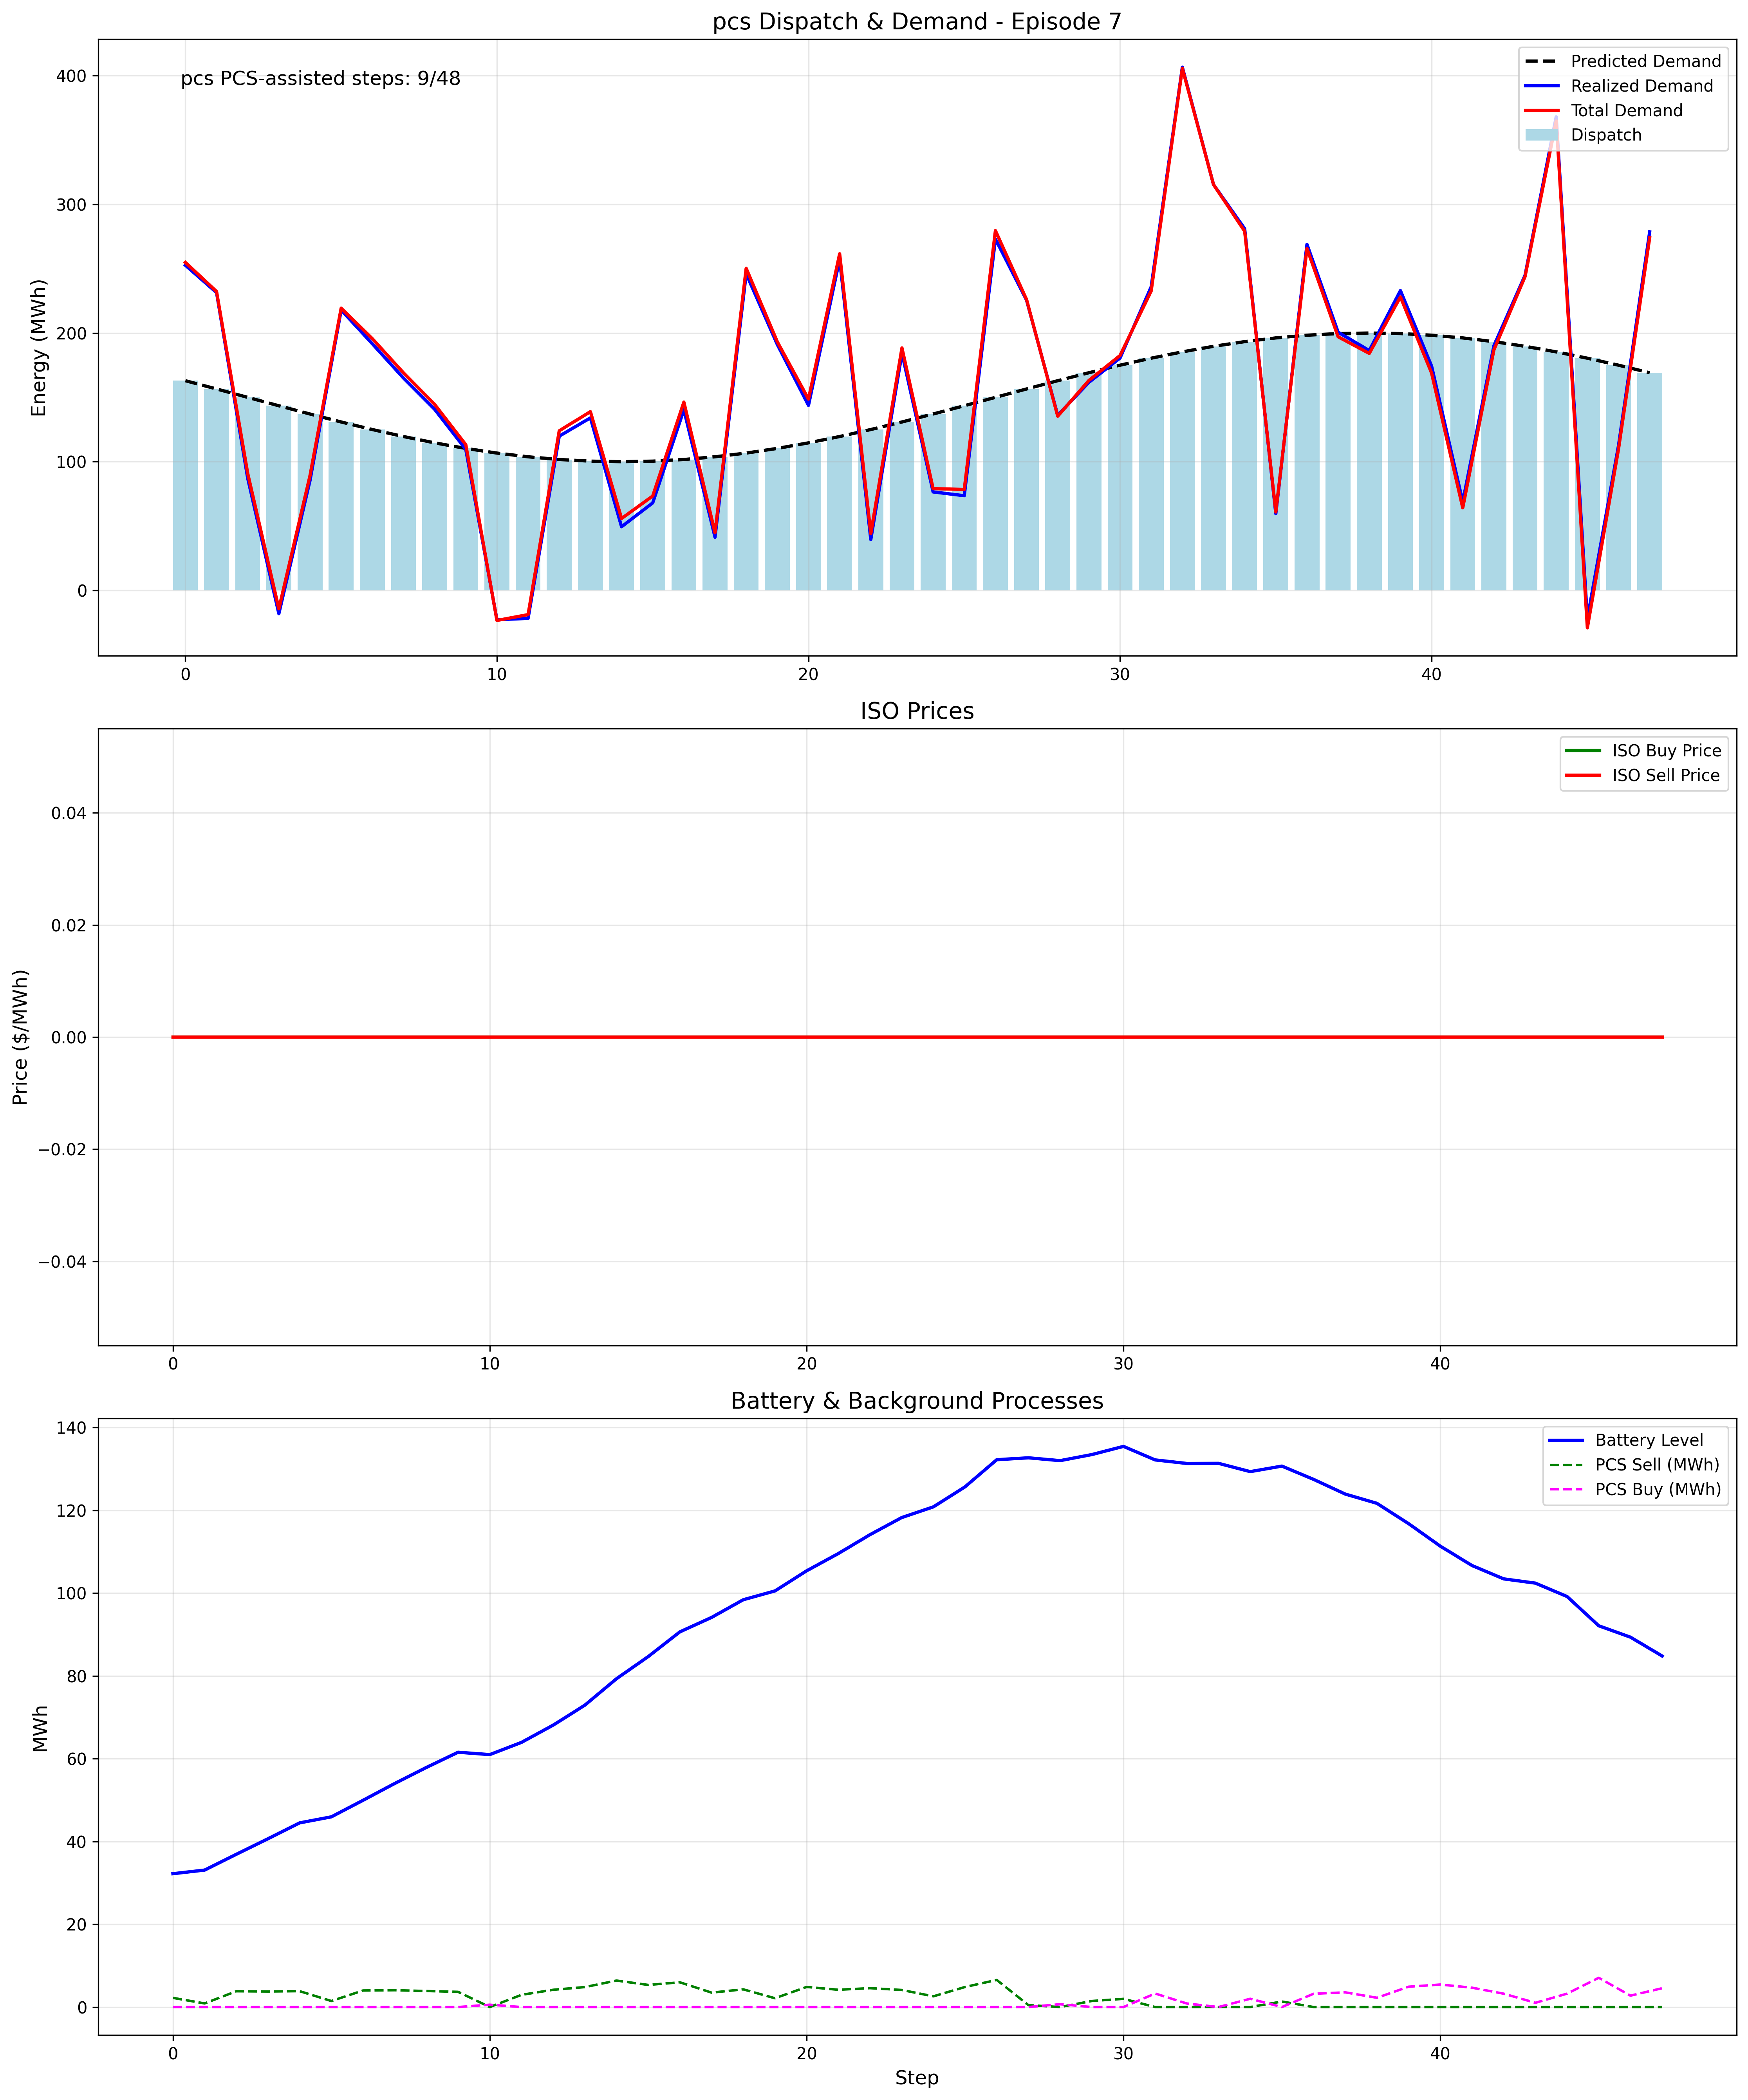 pcs Dispatch & Demand - Episode 7
pcs PCS-assisted steps: 9/48
Predicted Demand
Realized Demand
Total Demand
Dispatch
Energy (MWh)
400
300
200
100
0
0
10
20
30
40
ISO Prices
ISO Buy Price
ISO Sell Price
Price ($/MWh)
0.04
0.02
0.00
−0.02
−0.04
0
10
20
30
40
Battery & Background Processes
Battery Level
PCS Sell (MWh)
PCS Buy (MWh)
MWh
140
120
100
80
60
40
20
0
0
10
20
30
40
Step